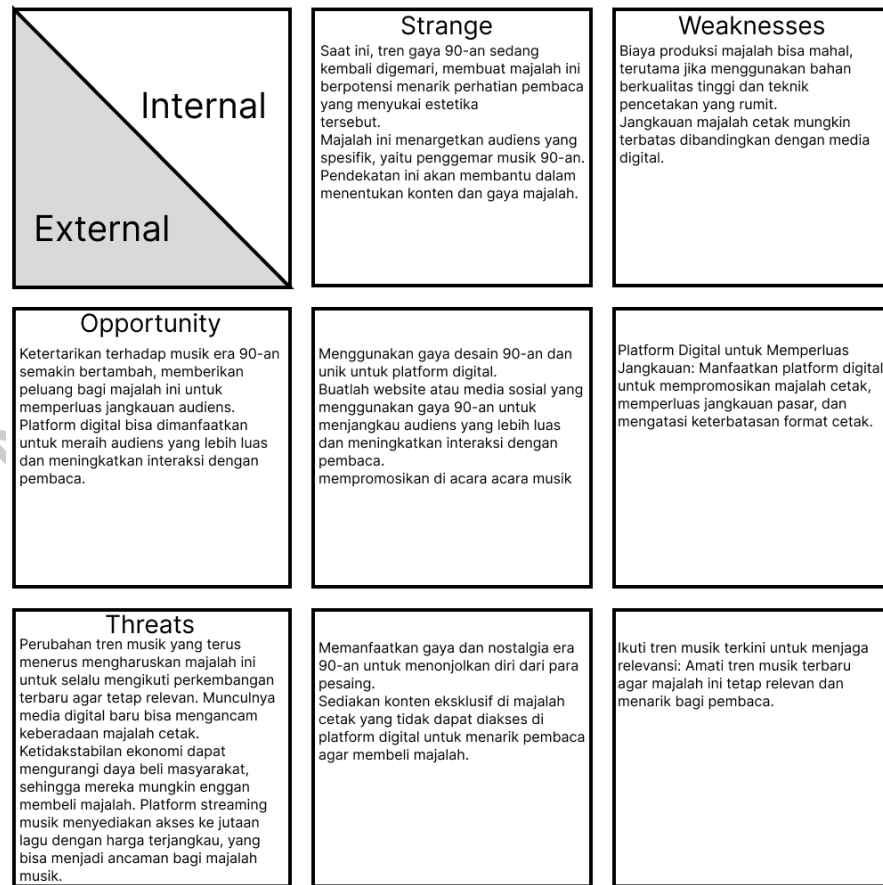 Internal
External
Strange
Saat ini, tren gaya 90-an sedang
kembali digemari, membuat majalah ini
berpotensi menarik perhatian pembaca
yang menyukai estetika
tersebut.
Majalah ini menargetkan audiens yang
spesifik, yaitu penggemar musik 90-an.
Pendekatan ini akan membantu dalam
menentukan konten dan gaya majalah.
Weaknesses
Biaya produksi majalah bisa mahal,
terutama jika menggunakan bahan
berkualitas tinggi dan teknik
pencetakan yang rumit.
Jangkauan majalah cetak mungkin
terbatas dibandingkan dengan media
digital.
Opportunity
Ketertarikan terhadap musik era 90-an
semakin bertambah, memberikan
peluang bagi majalah ini untuk
memperluas jangkauan audiens.
Platform digital bisa dimanfaatkan
untuk meraih audiens yang lebih luas
dan meningkatkan interaksi dengan
pembaca.
Menggunakan gaya desain 90-an dan
unik untuk platform digital.
Buatlah website atau media sosial yang
menggunakan gaya 90-an untuk
menjangkau audiens yang lebih luas
dan meningkatkan interaksi dengan
pembaca.
mempromosikan di acara acara musik
Platform Digital untuk Memperluas
Jangkauan: Manfaatkan platform digital
untuk mempromosikan majalah cetak,
memperluas jangkauan pasar, dan
mengatasi keterbatasan format cetak.
Threats
Perubahan tren musik yang terus
menerus mengharuskan majalah ini
untuk selalu mengikuti perkembangan
terbaru agar tetap relevan. Munculnya
media digital baru bisa mengancam
keberadaan majalah cetak.
Ketidakstabilan ekonomi dapat
mengurangi daya beli masyarakat,
sehingga mereka mungkin enggan
membeli majalah. Platform streaming
musik menyediakan akses ke jutaan
lagu dengan harga terjangkau, yang
bisa menjadi ancaman bagi majalah
musik.
Memanfaatkan gaya dan nostalgia era
90-an untuk menonjolkan diri dari para
pesaing.
Sediakan konten eksklusif di majalah
cetak yang tidak dapat diakses di
platform digital untuk menarik pembaca
agar membeli majalah.
Ikuti tren musik terkini untuk menjaga
relevansi: Amati tren musik terbaru
agar majalah ini tetap relevan dan
menarik bagi pembaca.